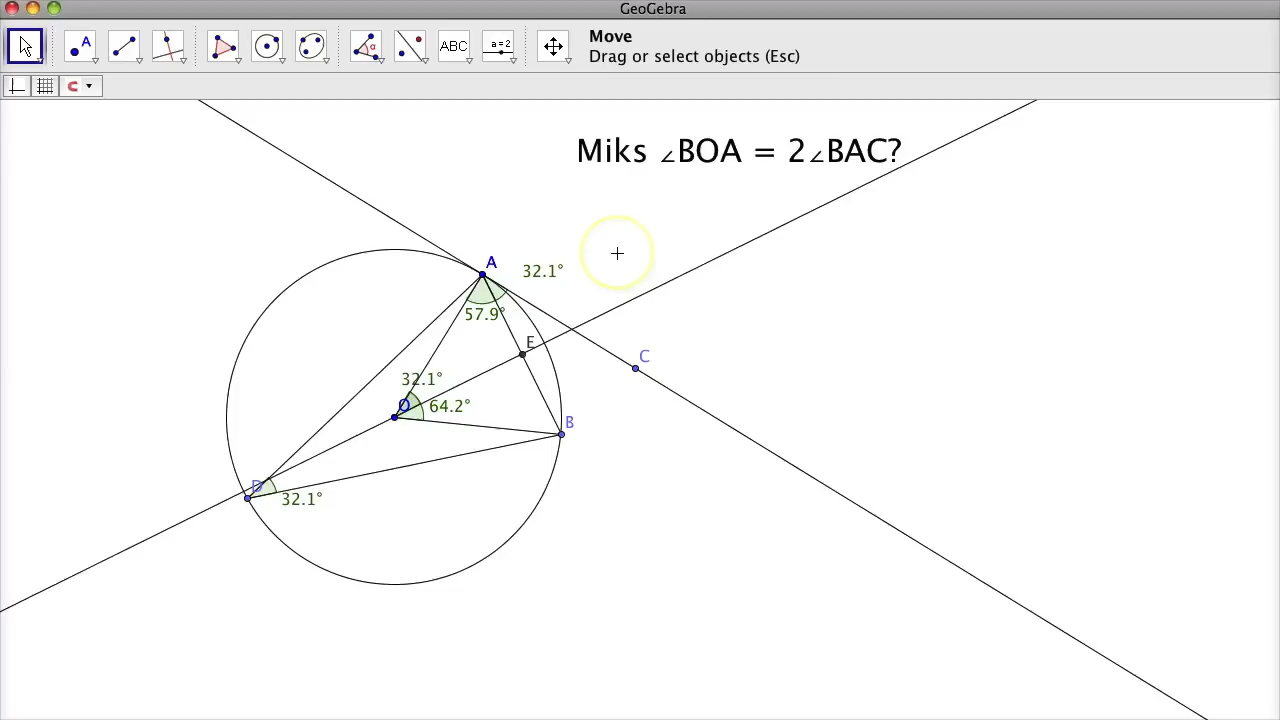 GeoGebra
A
ABC
a = 2
Move
Drag or select objects (Esc)
Miks ∠BOA = 2∠BAC?
A
32.1°
57.9°
E
C
32.1°
O
64.2°
B
D
32.1°